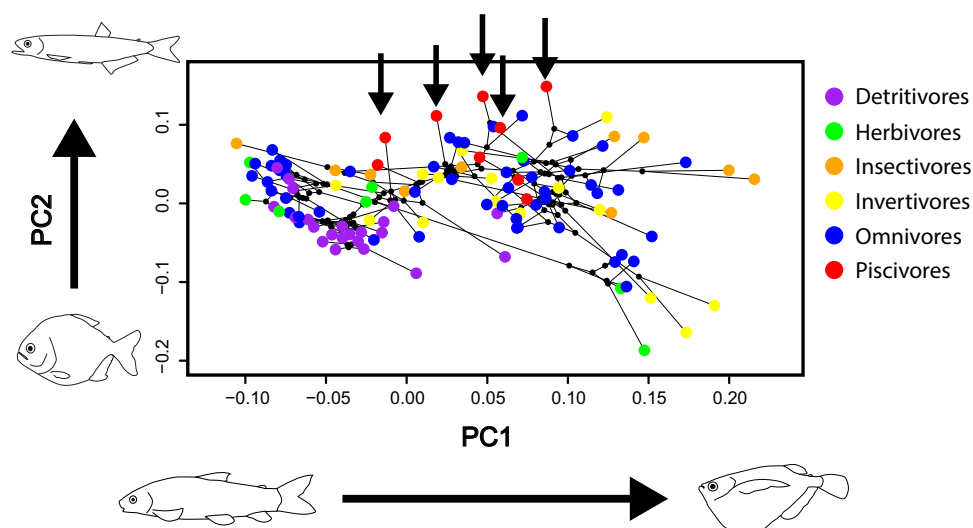 0.1
0.0
−0.1
−0.2
PC2
−0.10
−0.05
0.00
0.05
0.10
0.15
0.20
PC1
Detritivores
Herbivores
Insectivores
Invertivores
Omnivores
Piscivores